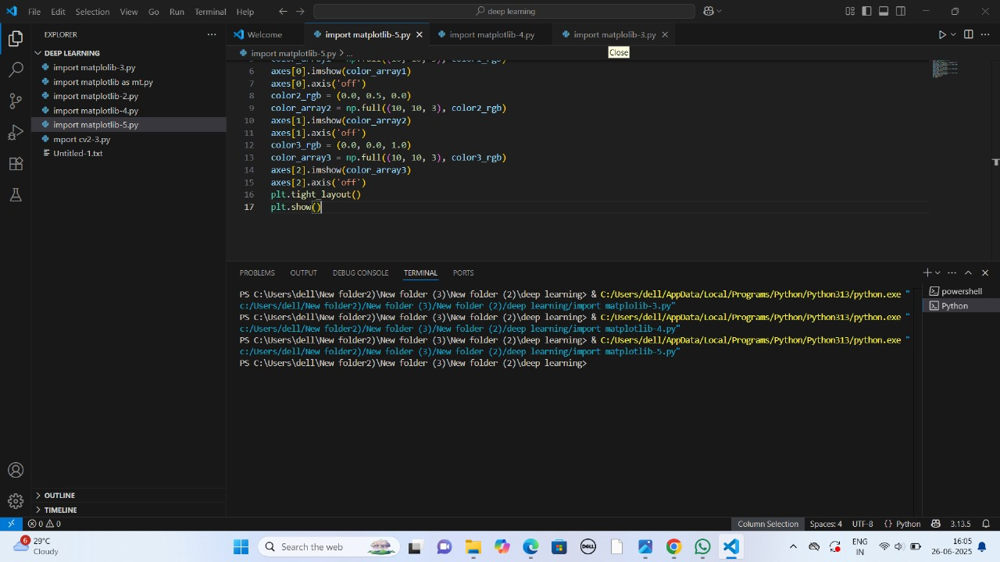 File Edit Selection View Go Run Terminal Help
deep learning
EXPLORER
DEEP LEARNING
import matplolib-3.py
import matplotlib as mt.py
import matplotlib-2.py
import matplotlib-4.py
import matplotlib-5.py
mport cv2-3.py
Untitled-1.txt
OUTLINE
TIMELINE
Welcome
import matplotlib-5.py
import matplotlib-4.py
import matplolib-3.py
import matplotlib-5.py > ...
Close
5 color_array1 = np.full((10, 10, 3), color1_rgb)
6 axes[0].imshow(color_array1)
7 axes[0].axis('off')
8 color2_rgb = (0.0, 0.5, 0.0)
9 color_array2 = np.full((10, 10, 3), color2_rgb)
10 axes[1].imshow(color_array2)
11 axes[1].axis('off')
12 color3_rgb = (0.0, 0.0, 1.0)
13 color_array3 = np.full((10, 10, 3), color3_rgb)
14 axes[2].imshow(color_array3)
15 axes[2].axis('off')
16 plt.tight_layout()
17 plt.show()
PROBLEMS OUTPUT DEBUG CONSOLE TERMINAL PORTS
PS C:\Users\dell\New folder2)\New folder (3)\New folder (2)\deep learning> & C:/Users/dell/AppData/Local/Programs/Python/Python313/python.exe "
c:/Users/dell/New folder2)/New folder (3)/New folder (2)/deep learning/import matplolib-3.py"
PS C:\Users\dell\New folder2)\New folder (3)\New folder (2)\deep learning> & C:/Users/dell/AppData/Local/Programs/Python/Python313/python.exe "
c:/Users/dell/New folder2)/New folder (3)/New folder (2)/deep learning/import matplotlib-4.py"
PS C:\Users\dell\New folder2)\New folder (3)\New folder (2)\deep learning> & C:/Users/dell/AppData/Local/Programs/Python/Python313/python.exe "
c:/Users/dell/New folder2)/New folder (3)/New folder (2)/deep learning/import matplotlib-5.py"
PS C:\Users\dell\New folder2)\New folder (3)\New folder (2)\deep learning>
powershell
Python
0 0
Column Selection Spaces: 4 UTF-8 {} Python 3.13.5
6
29°C
Cloudy
Search the web
DELL
ENG
IN
16:05
26-06-2025